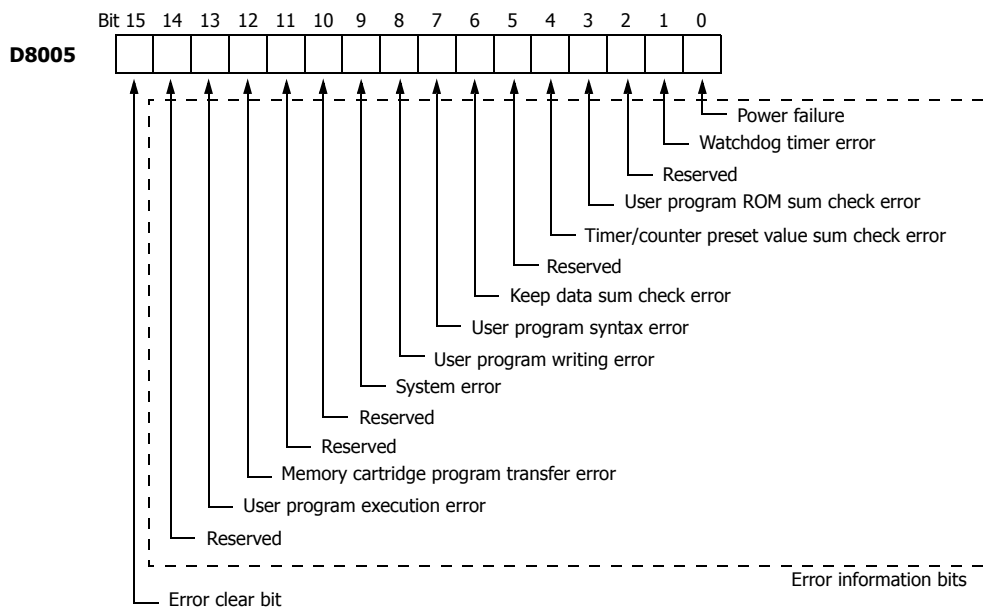 Bit 15 14 13 12 11 10 9 8 7 6 5 4 3 2 1 0
D8005
Power failure
Watchdog timer error
Reserved
User program ROM sum check error
Timer/counter preset value sum check error
Reserved
Keep data sum check error
User program syntax error
User program writing error
System error
Reserved
Reserved
Memory cartridge program transfer error
User program execution error
Reserved
Error information bits
Error clear bit